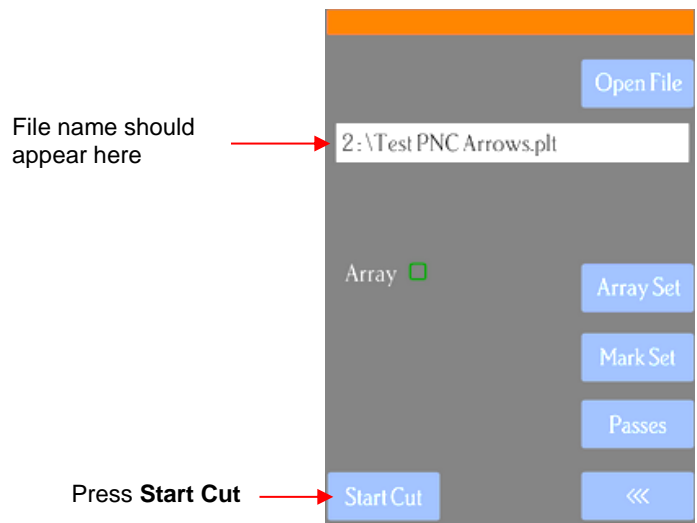 Open File
File name should
appear here
2:\Test PNC Arrows.plt
Array
Array Set
Mark Set
Passes
Press Start Cut
Start Cut
<<<